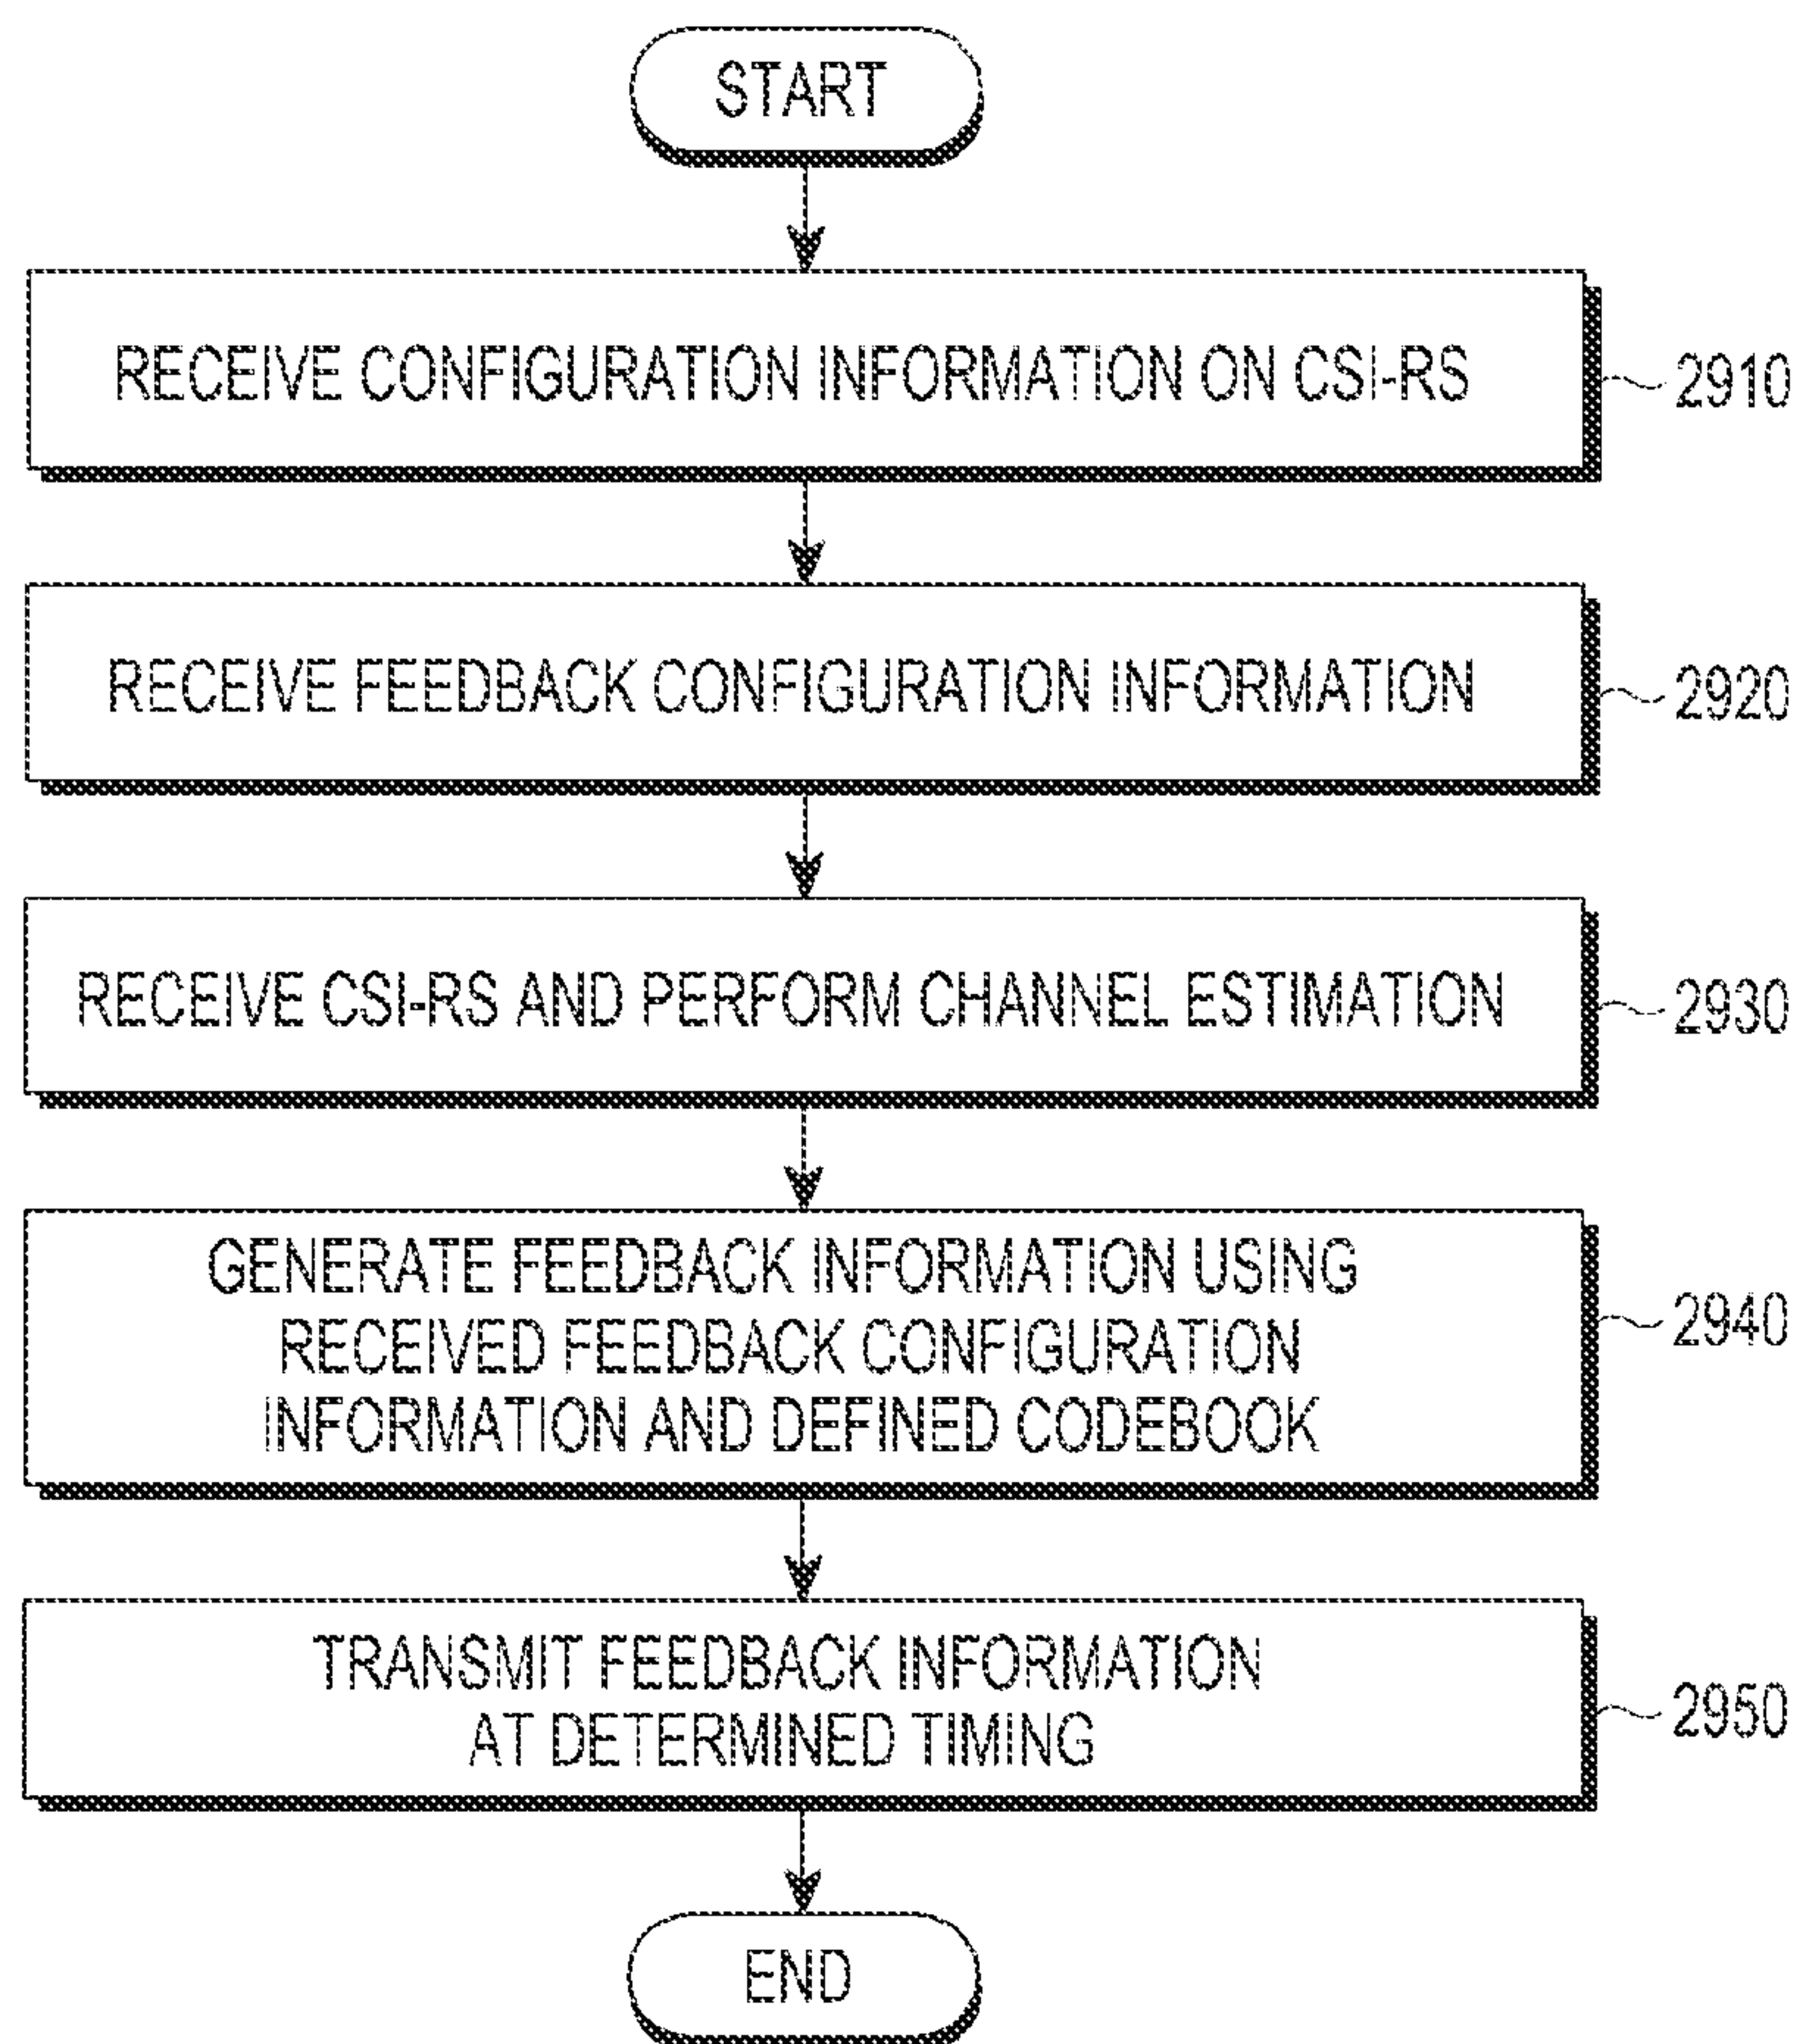 START
RECEIVE CONFIGURATION INFORMATION ON CSI-RS
2910
RECEIVE FEEDBACK CONFIGURATION INFORMATION
2920
RECEIVE CSI-RS AND PERFORM CHANNEL ESTIMATION
2930
GENERATE FEEDBACK INFORMATION USING
RECEIVED FEEDBACK CONFIGURATION
INFORMATION AND DEFINED CODEBOOK
2940
TRANSMIT FEEDBACK INFORMATION
AT DETERMINED TIMING
2950
END